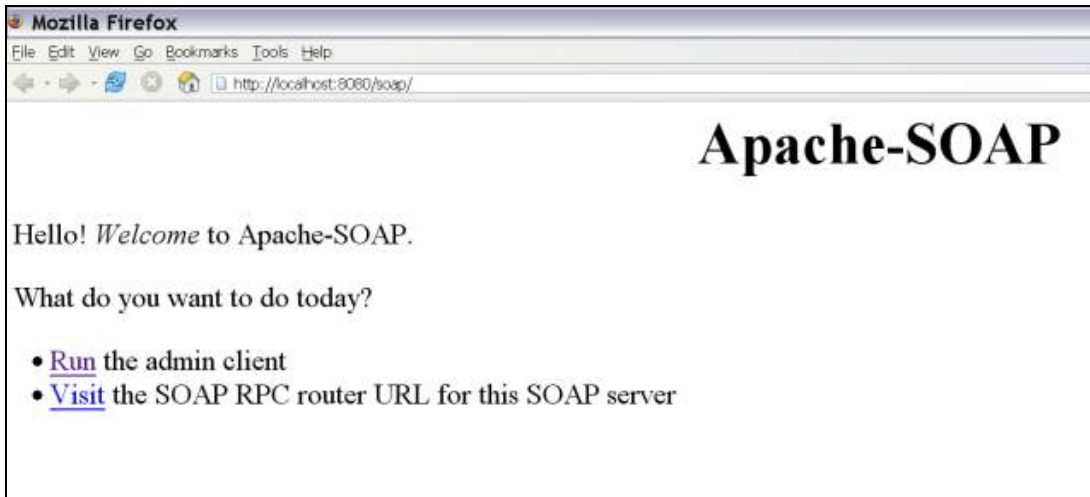 Mozilla Firefox
File Edit View Go Bookmarks Tools Help
http://localhost:8080/soap/
Apache-SOAP
Hello! Welcome to Apache-SOAP.
What do you want to do today?
• Run the admin client
• Visit the SOAP RPC router URL for this SOAP server